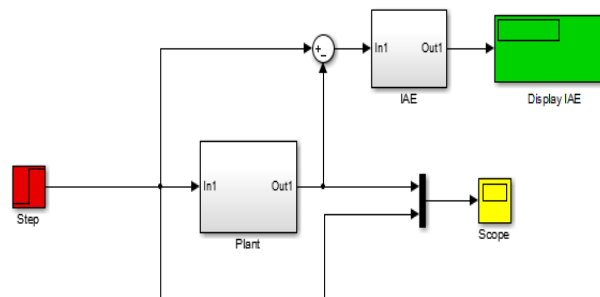 +
−
In1
Out1
IAE
Display IAE
Step
In1
Out1
Plant
Scope